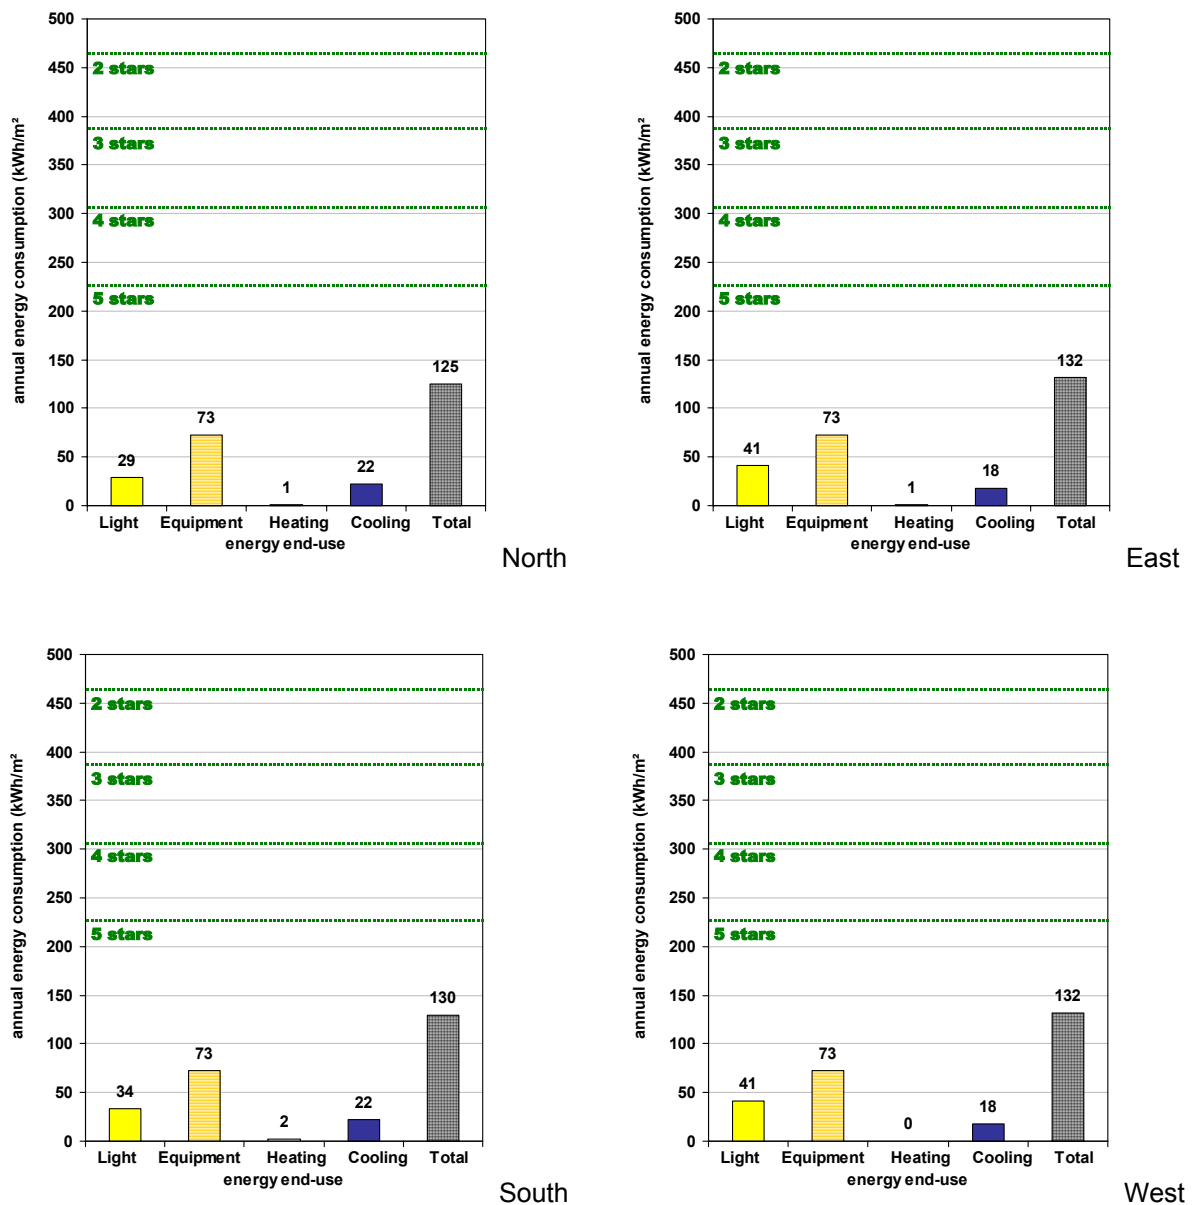 annual energy consumption (kWh/m²)
500
450
400
350
300
250
200
150
100
50
0
2 stars
3 stars
4 stars
5 stars
29
73
1
22
125
Light Equipment Heating Cooling Total
energy end-use
North
annual energy consumption (kWh/m²
500
450
400
350
300
250
200
150
100
50
0
2 stars
3 stars
4 stars
5 stars
41
73
1
18
132
Light Equipment Heating Cooling Total
energy end-use
East
annual energy consumption (kWh/m²
500
450
400
350
300
250
200
150
100
50
0
2 stars
3 stars
4 stars
5 stars
34
73
2
22
130
Light Equipment Heating Cooling Total
energy end-use
South
annual energy consumption (kWh/m²
500
450
400
350
300
250
200
150
100
50
0
2 stars
3 stars
4 stars
5 stars
41
73
0
18
132
Light Equipment Heating Cooling Total
energy end-use
West